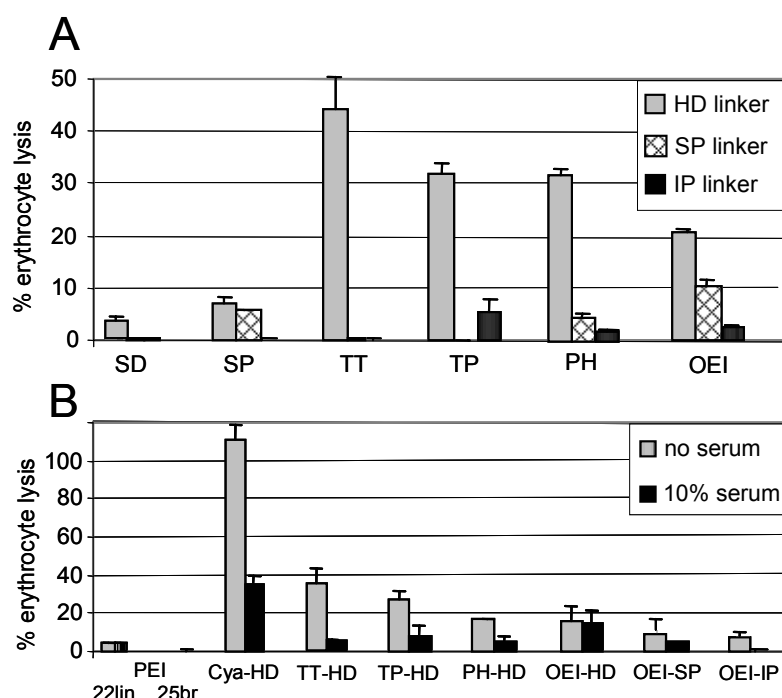 A
% erythrocyte lysis
50
40
30
20
10
0
HD linker
SP linker
IP linker
SD SP TT TP PH OEI
B
% erythrocyte lysis
100
80
60
40
20
0
no serum
10% serum
PEI Cya-HD TT-HD TP-HD PH-HD OEI-HD OEI-SP OEI-IP
22lin 25br